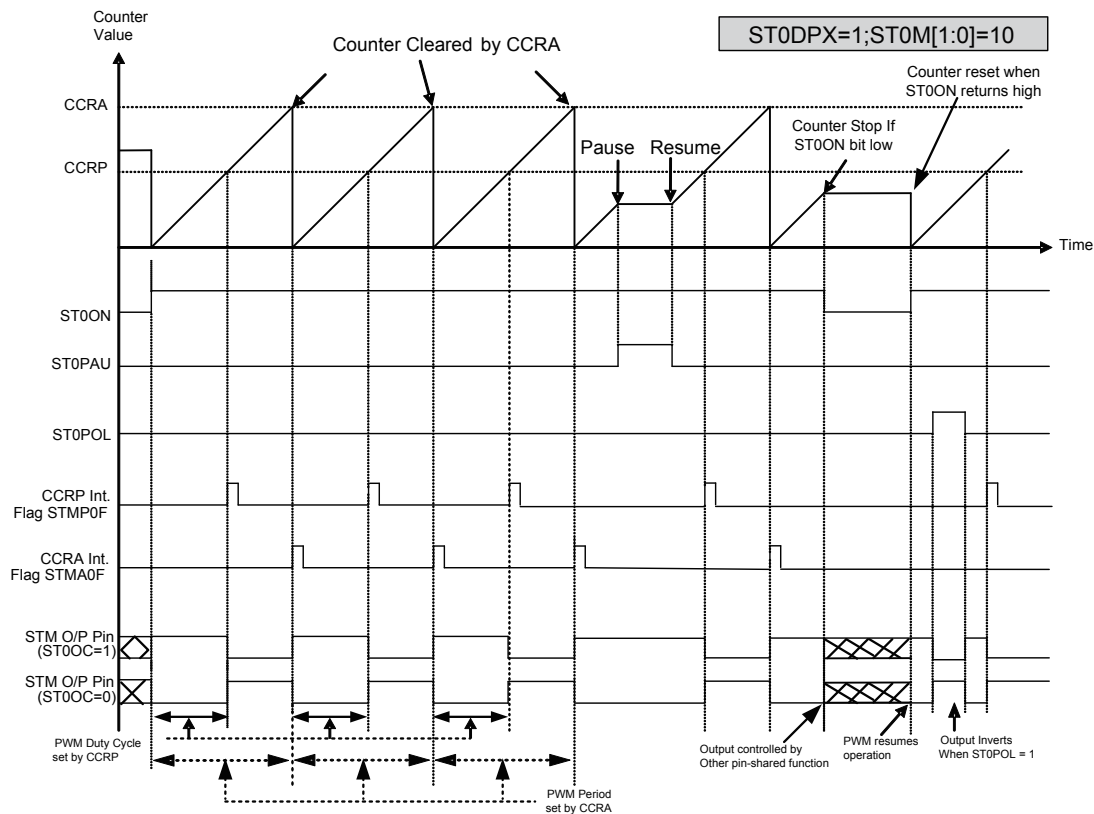 Counter
Value
ST0DPX=1;ST0M[1:0]=10
Counter Cleared by CCRA
Counter reset when
ST0ON returns high
CCRA
Counter Stop If
ST0ON bit low
Pause
Resume
CCRP
Time
ST0ON
ST0PAU
ST0POL
CCRP Int.
Flag STMP0F
CCRA Int.
Flag STMA0F
STM O/P Pin
(ST0OC=1)
STM O/P Pin
(ST0OC=0)
PWM Duty Cycle
set by CCRP
Output controlled by
Other pin-shared function
PWM resumes
operation
Output Inverts
When ST0POL = 1
PWM Period
set by CCRA